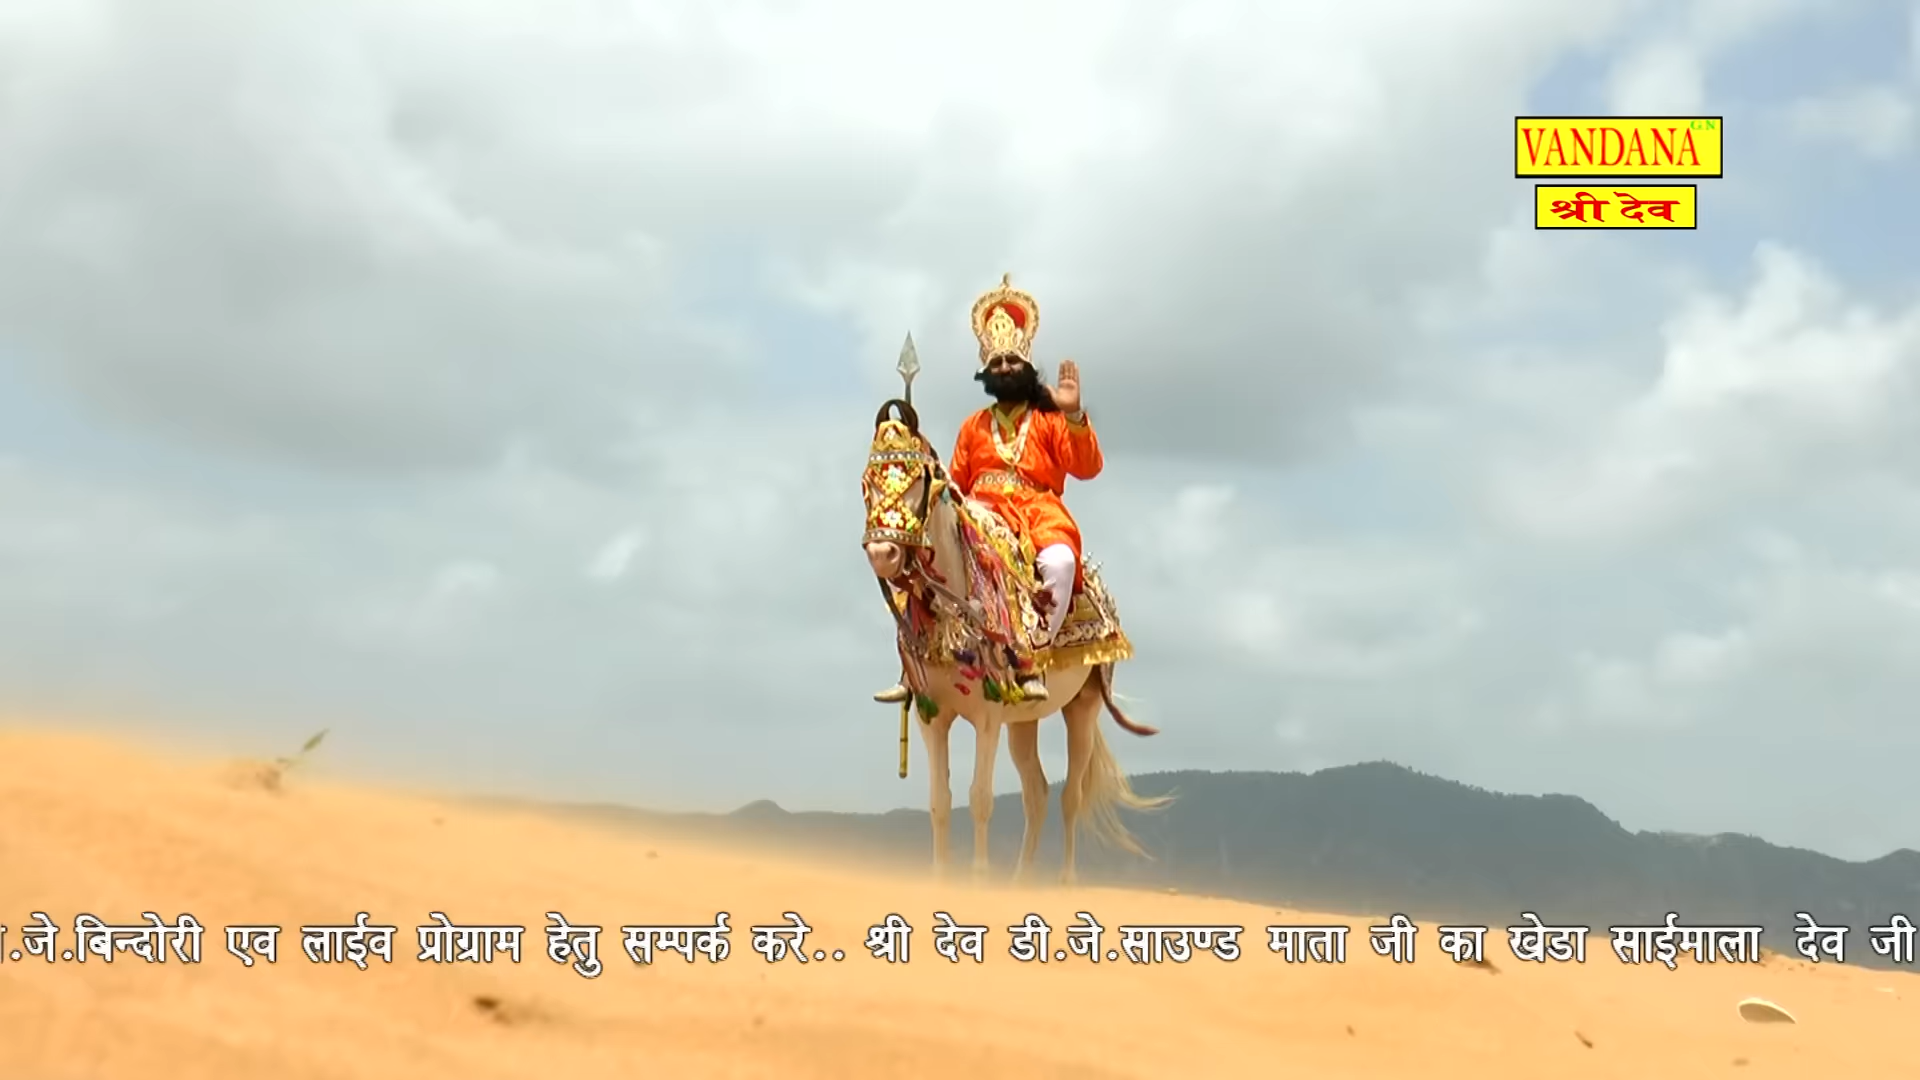 G.N
VANDANA
श्री देव
.जे.बिन्दोरी एव लाईव प्रोग्राम हेतु सम्पर्क करे.. श्री देव डी.जे.साउण्ड माता जी का खेडा साईमाला देव जी